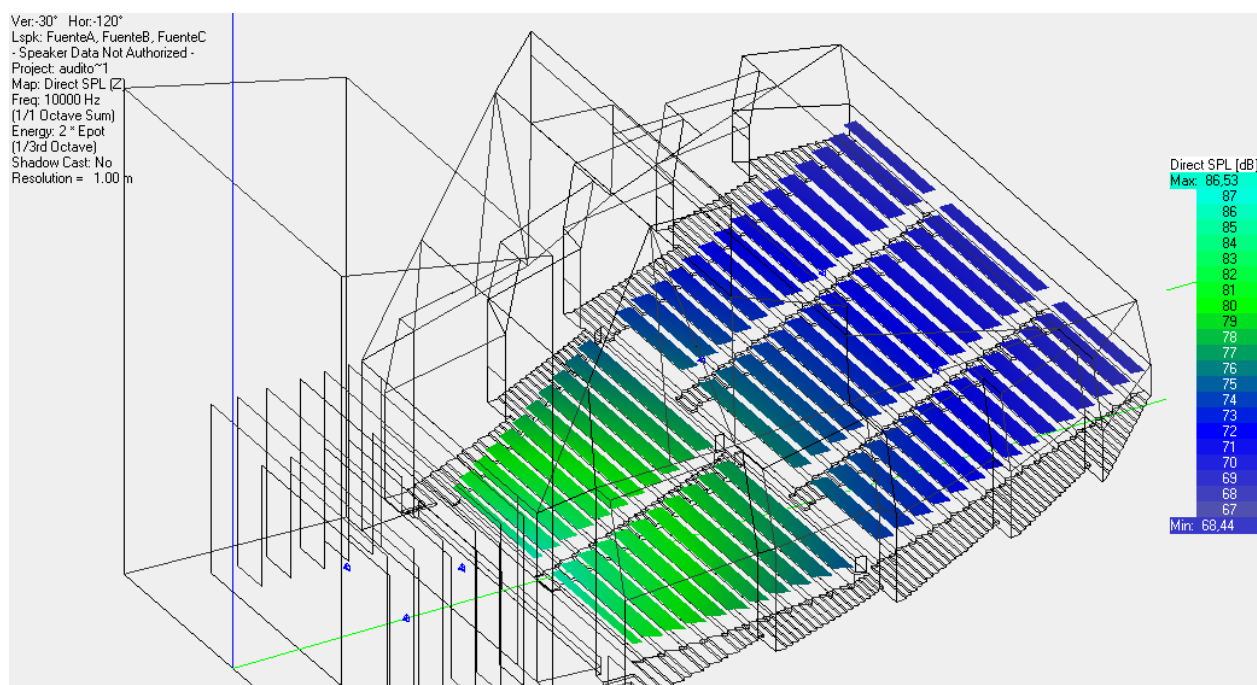 Ver:-30° Hor:-120°
Lspk: FuenteA, FuenteB, FuenteC
- Speaker Data Not Authorized -
Project: audito~1
Map: Direct SPL (Z)
Freq: 10000 Hz
(1/1 Octave Sum)
Energy: 2 * Epot
(1/3rd Octave)
Shadow Cast: No
Resolution = 1.00 m
Direct SPL [dB]
Max: 86,53
87
86
85
84
83
82
81
80
79
78
77
76
75
74
73
72
71
70
69
68
67
Min: 68,44